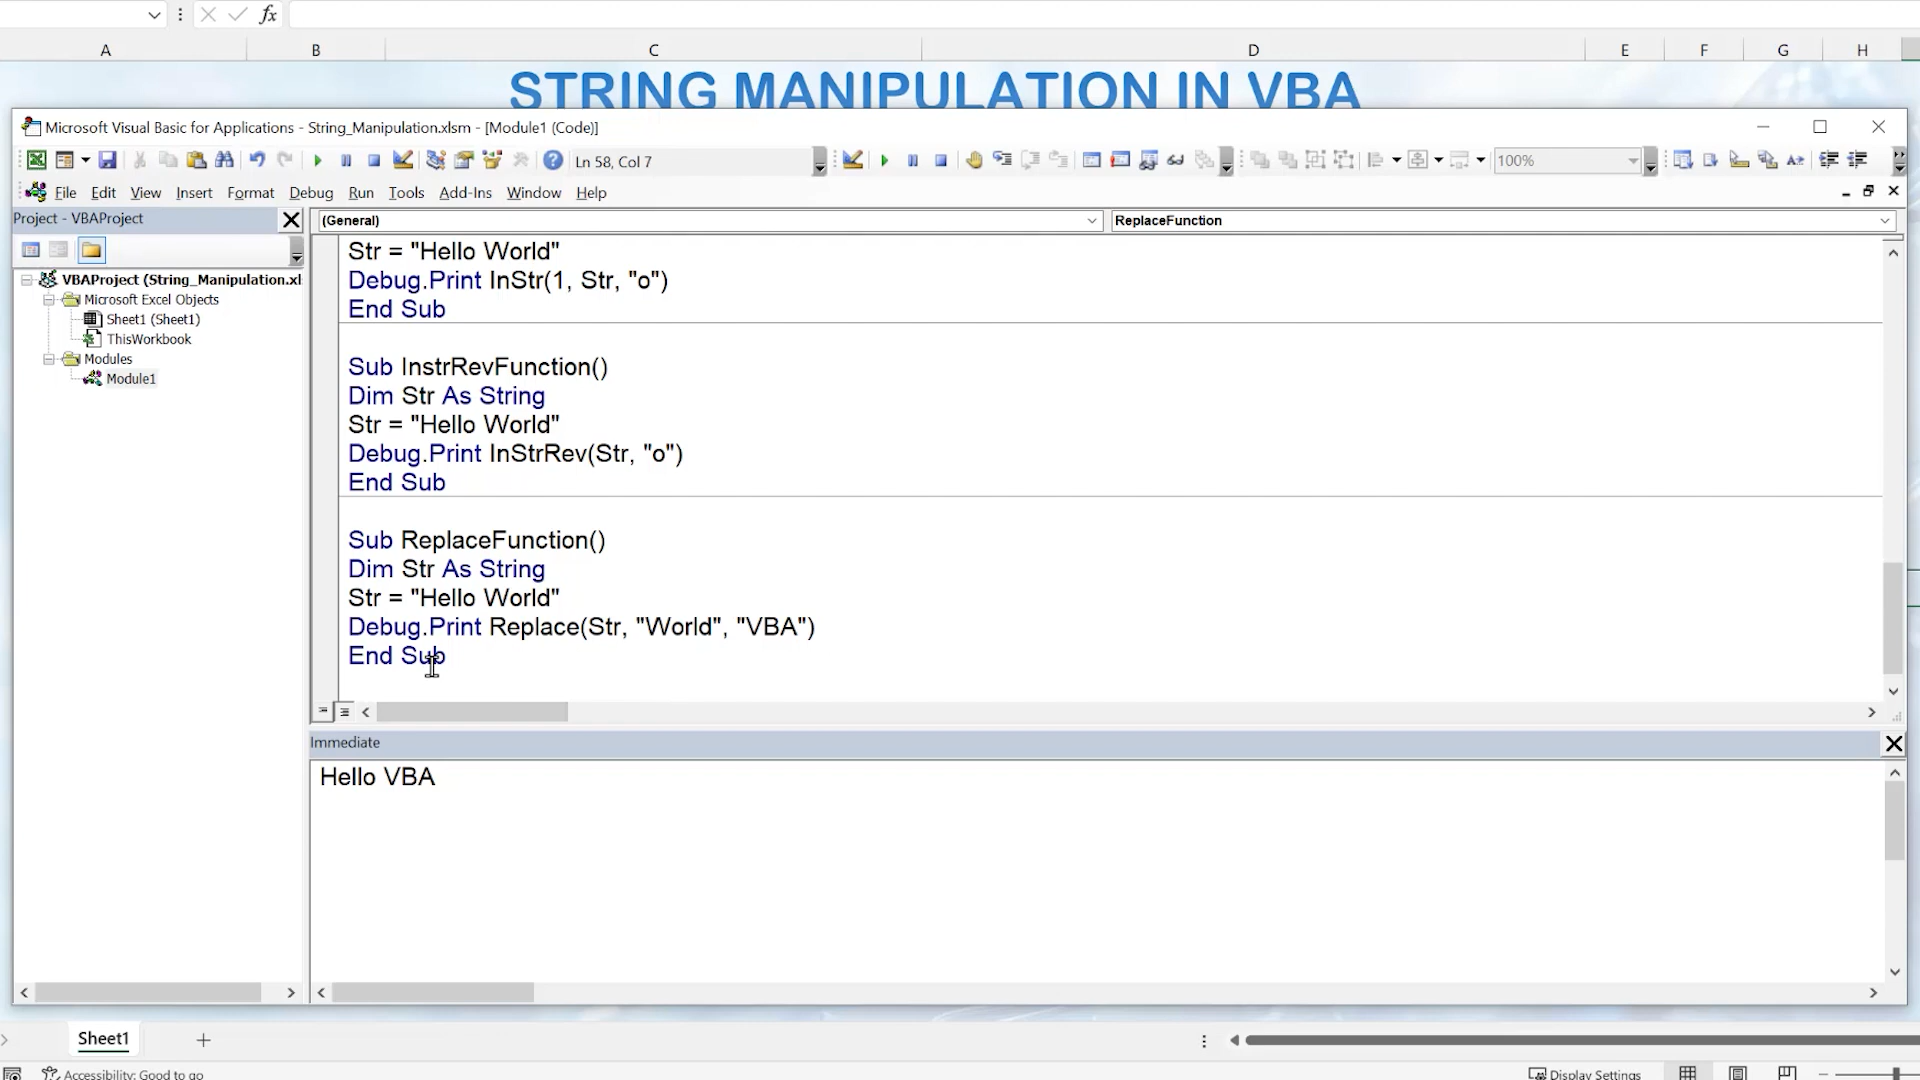 fx
A B C D E F G H
STRING MANIPULATION IN VBA
Microsoft Visual Basic for Applications - String_Manipulation.xlsm - [Module1 (Code)]
Ln 58, Col 7
100%
File Edit View Insert Format Debug Run Tools Add-Ins Window Help
Project - VBAProject
(General)
ReplaceFunction
VBAProject (String_Manipulation.xl
Microsoft Excel Objects
Sheet1 (Sheet1)
ThisWorkbook
Modules
Module1
Str = "Hello World"
Debug.Print InStr(1, Str, "o")
End Sub
Sub InstrRevFunction()
Dim Str As String
Str = "Hello World"
Debug.Print InStrRev(Str, "o")
End Sub
Sub ReplaceFunction()
Dim Str As String
Str = "Hello World"
Debug.Print Replace(Str, "World", "VBA")
End Sub
Immediate
Hello VBA
Sheet1
Accessibility: Good to go
Display Settings